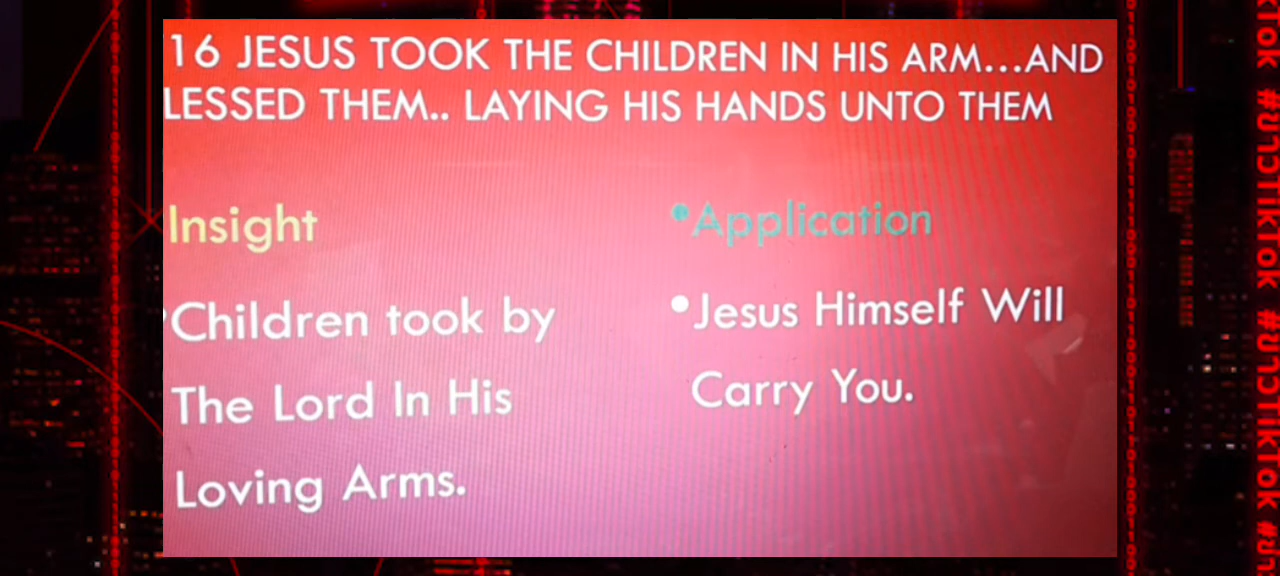 16 JESUS TOOK THE CHILDREN IN HIS ARM...AND
LESSED THEM.. LAYING HIS HANDS UNTO THEM
Insight
Children took by
The Lord In His
Loving Arms.
•Application
•Jesus Himself Will
Carry You.